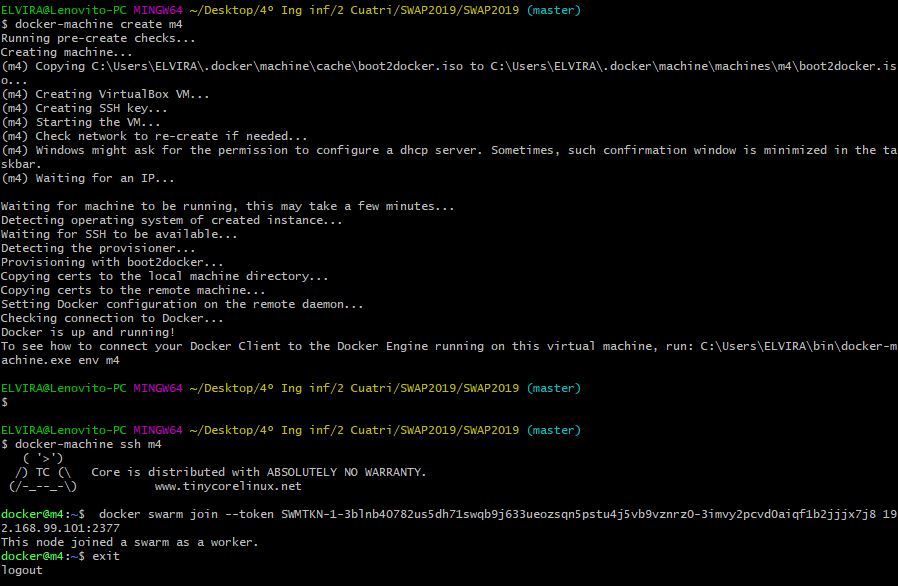 ELVIRA@Lenovito-PC MINGW64 ~/Desktop/4º Ing inf/2 Cuatri/SWAP2019/SWAP2019 (master)
$ docker-machine create m4
Running pre-create checks...
Creating machine...
(m4) Copying C:\Users\ELVIRA\.docker\machine\cache\boot2docker.iso to C:\Users\ELVIRA\.docker\machine\machines\m4\boot2docker.is
o...
(m4) Creating VirtualBox VM...
(m4) Creating SSH key...
(m4) Starting the VM...
(m4) Check network to re-create if needed...
(m4) Windows might ask for the permission to configure a dhcp server. Sometimes, such confirmation window is minimized in the ta
skbar.
(m4) Waiting for an IP...
Waiting for machine to be running, this may take a few minutes...
Detecting operating system of created instance...
Waiting for SSH to be available...
Detecting the provisioner...
Provisioning with boot2docker...
Copying certs to the local machine directory...
Copying certs to the remote machine...
Setting Docker configuration on the remote daemon...
Checking connection to Docker...
Docker is up and running!
To see how to connect your Docker Client to the Docker Engine running on this virtual machine, run: C:\Users\ELVIRA\bin\docker-m
achine.exe env m4
ELVIRA@Lenovito-PC MINGW64 ~/Desktop/4º Ing inf/2 Cuatri/SWAP2019/SWAP2019 (master)
$
ELVIRA@Lenovito-PC MINGW64 ~/Desktop/4º Ing inf/2 Cuatri/SWAP2019/SWAP2019 (master)
$ docker-machine ssh m4
   ( '>')
  /) TC (\   Core is distributed with ABSOLUTELY NO WARRANTY.
 (/-_--_-\)           www.tinycorelinux.net
docker@m4:~$  docker swarm join --token SWMTKN-1-3blnb40782us5dh71swqb9j633ueozsqn5pstu4j5vb9vznrz0-3imvy2pcvd0aiqf1b2jjjx7j8 19
2.168.99.101:2377
This node joined a swarm as a worker.
docker@m4:~$ exit
logout